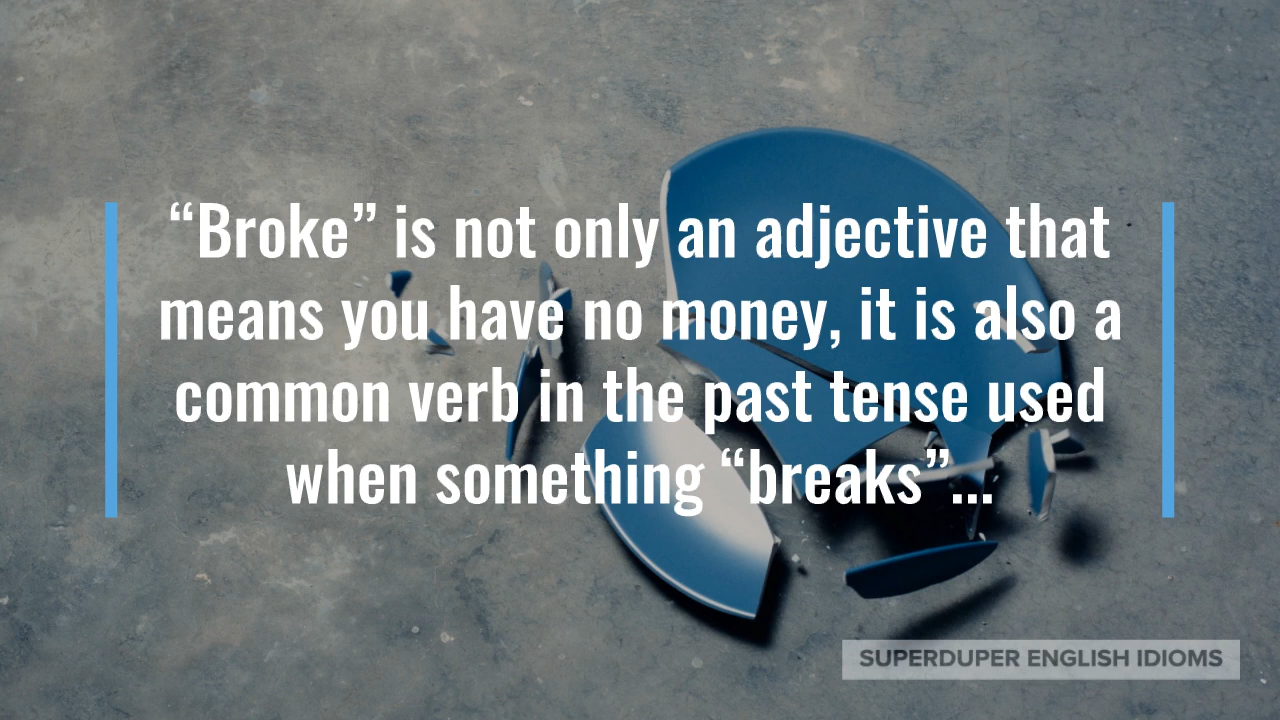 “Broke” is not only an adjective that
means you have no money, it is also a
common verb in the past tense used
when something “breaks”...
SUPERDUPER ENGLISH IDIOMS